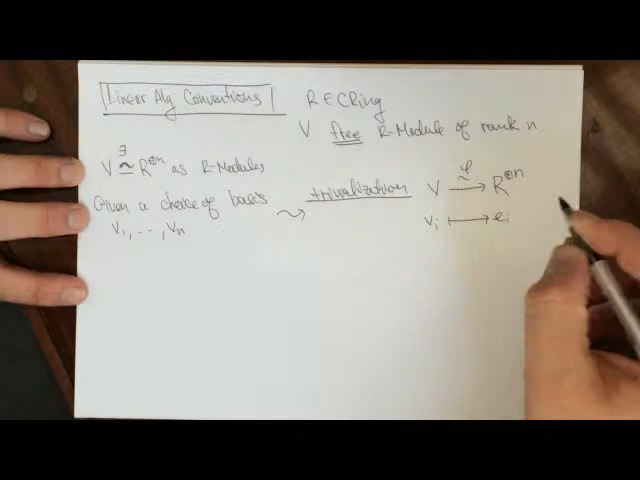 Linear Alg Conventions
R ∈ CRing
V free R-Module of rank n
V ≅^∃ R^⊕n as R-Modules
Given a choice of basis
v₁, ..., vₙ
⇝ trivialization V →^φ~ R^⊕n
vᵢ ↦ eᵢ